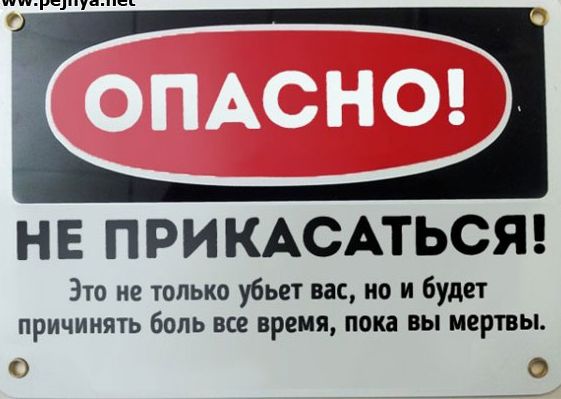 www.pejnya.net
ОПАСНО!
НЕ ПРИКАСАТЬСЯ!
Это не только убьет вас, но и будет
причинять боль все время, пока вы мертвы.